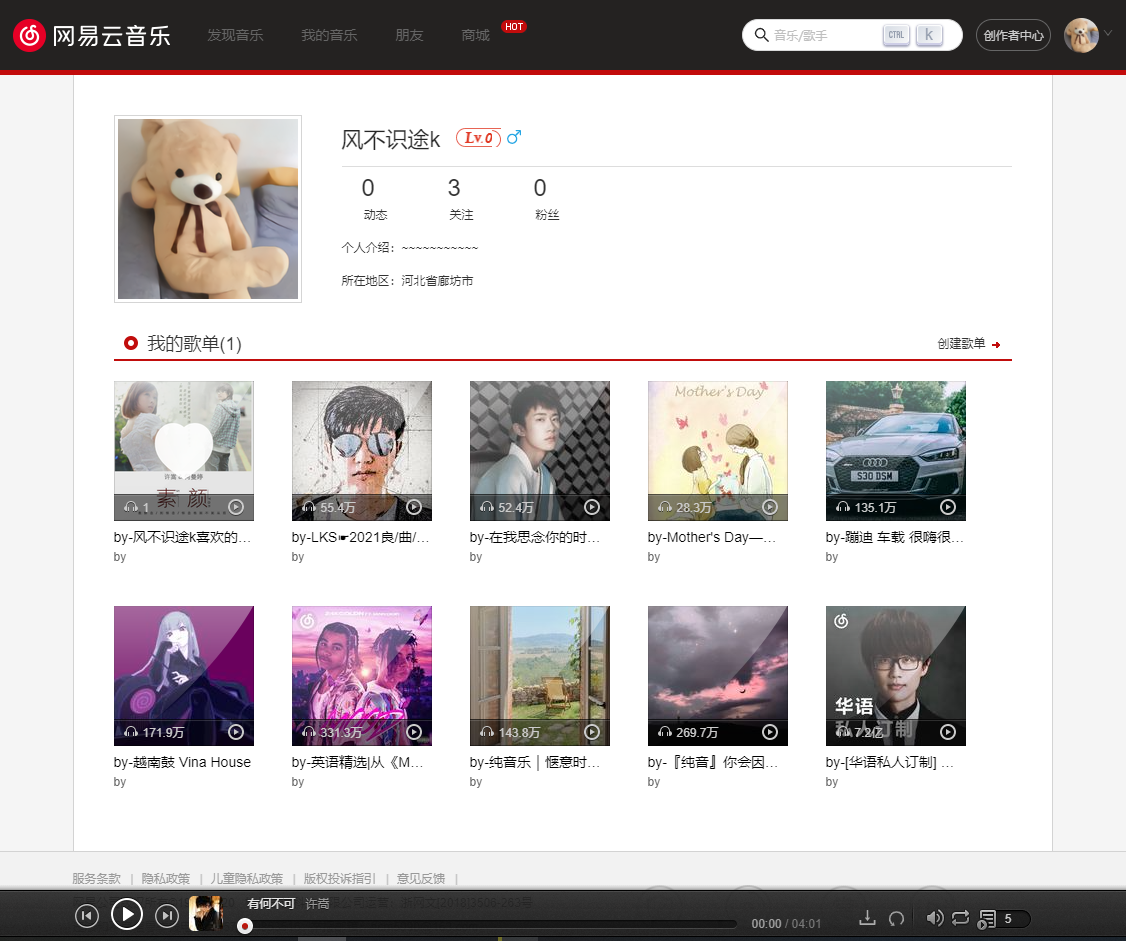 网易云音乐 发现音乐 我的音乐 朋友 商城 HOT 音乐/歌手 CTRL k 创作者中心
风不识途k Lv.0
0 3 0
动态 关注 粉丝
个人介绍：~~~~~~~~~~~
所在地区：河北省廊坊市
我的歌单(1) 创建歌单
Mother's Day
S30 DSM
素颜
1 55.4万 52.4万 28.3万 135.1万
by-风不识途k喜欢的... by-LKS☛2021良/曲/... by-在我思念你的时... by-Mother's Day—... by-蹦迪 车载 很嗨很...
by by by by by
华语
私人订制
171.9万 331.3万 143.8万 269.7万 7.2亿
by-越南鼓 Vina House by-英语精选|从《M... by-纯音乐｜惬意时... by-『纯音』你会因... by-[华语私人订制] ...
by by by by by
服务条款 | 隐私政策 | 儿童隐私政策 | 版权投诉指引 | 意见反馈 |
有何不可 许嵩
00:00 / 04:01 5